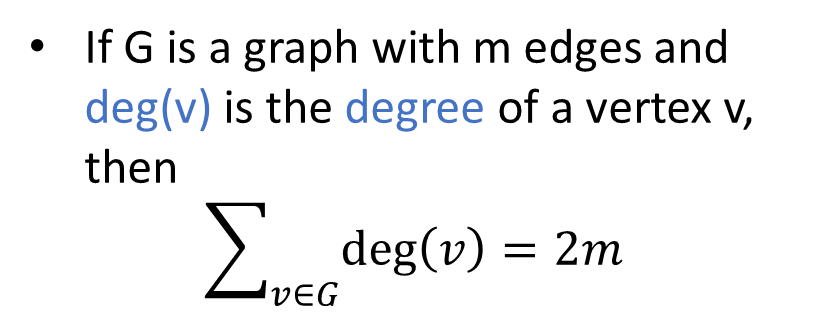 • If G is a graph with m edges and
deg(v) is the degree of a vertex v,
then
∑_{v∈G} deg(v) = 2m